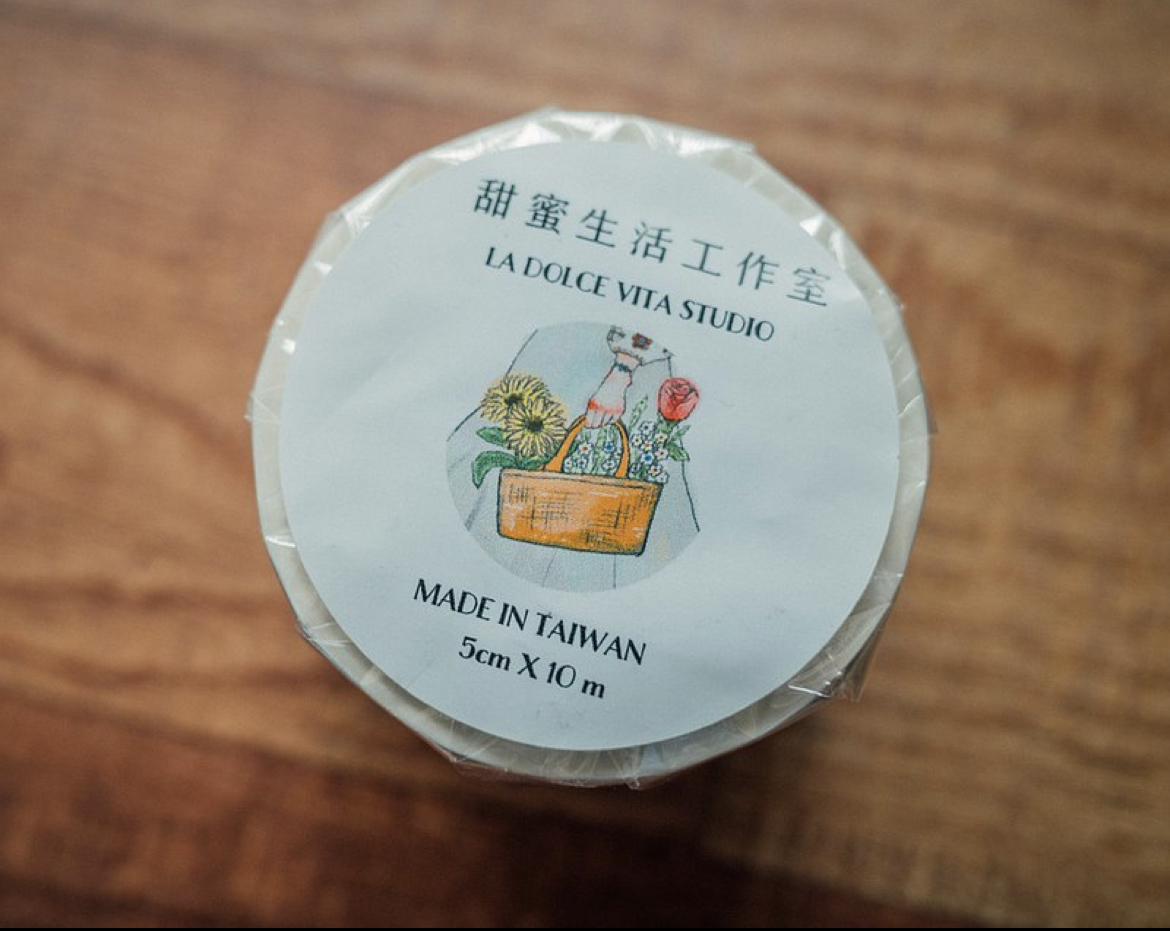 甜蜜生活工作室
LA DOLCE VITA STUDIO
MADE IN TAIWAN
5cm X 10 m